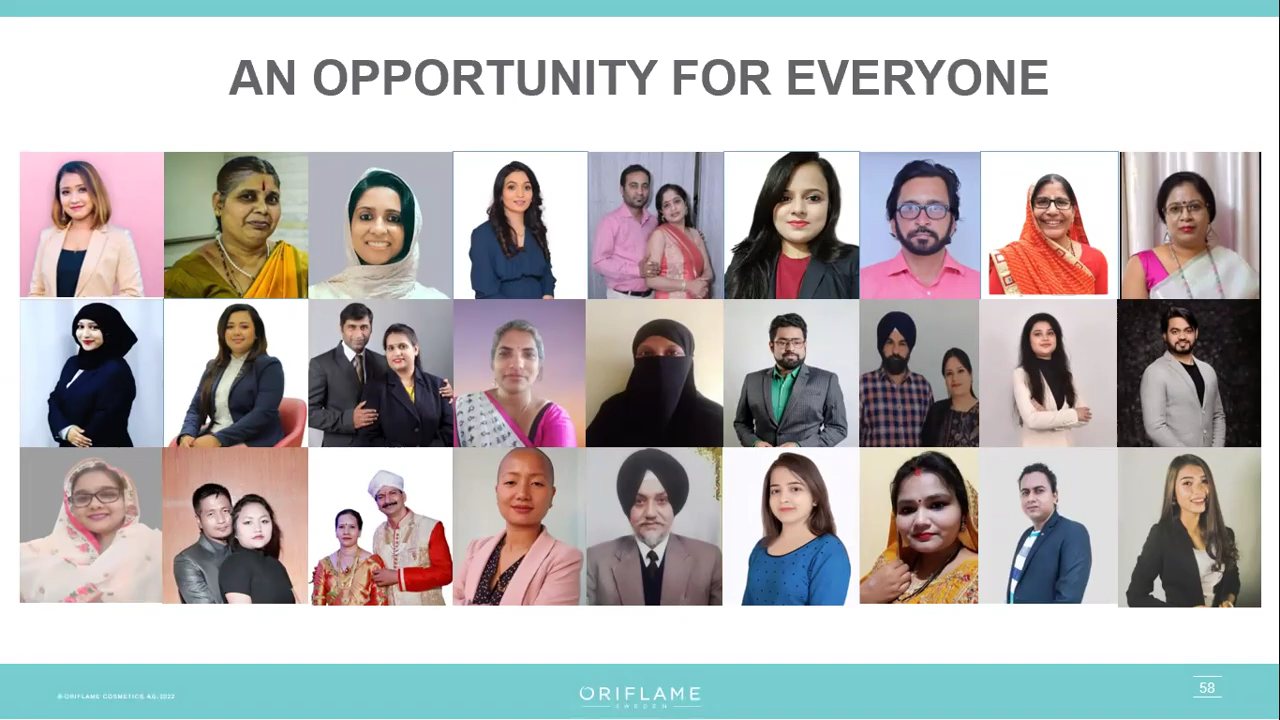 AN OPPORTUNITY FOR EVERYONE
© ORIFLAME COSMETICS AG 2022
ORIFLAME
SWEDEN
58